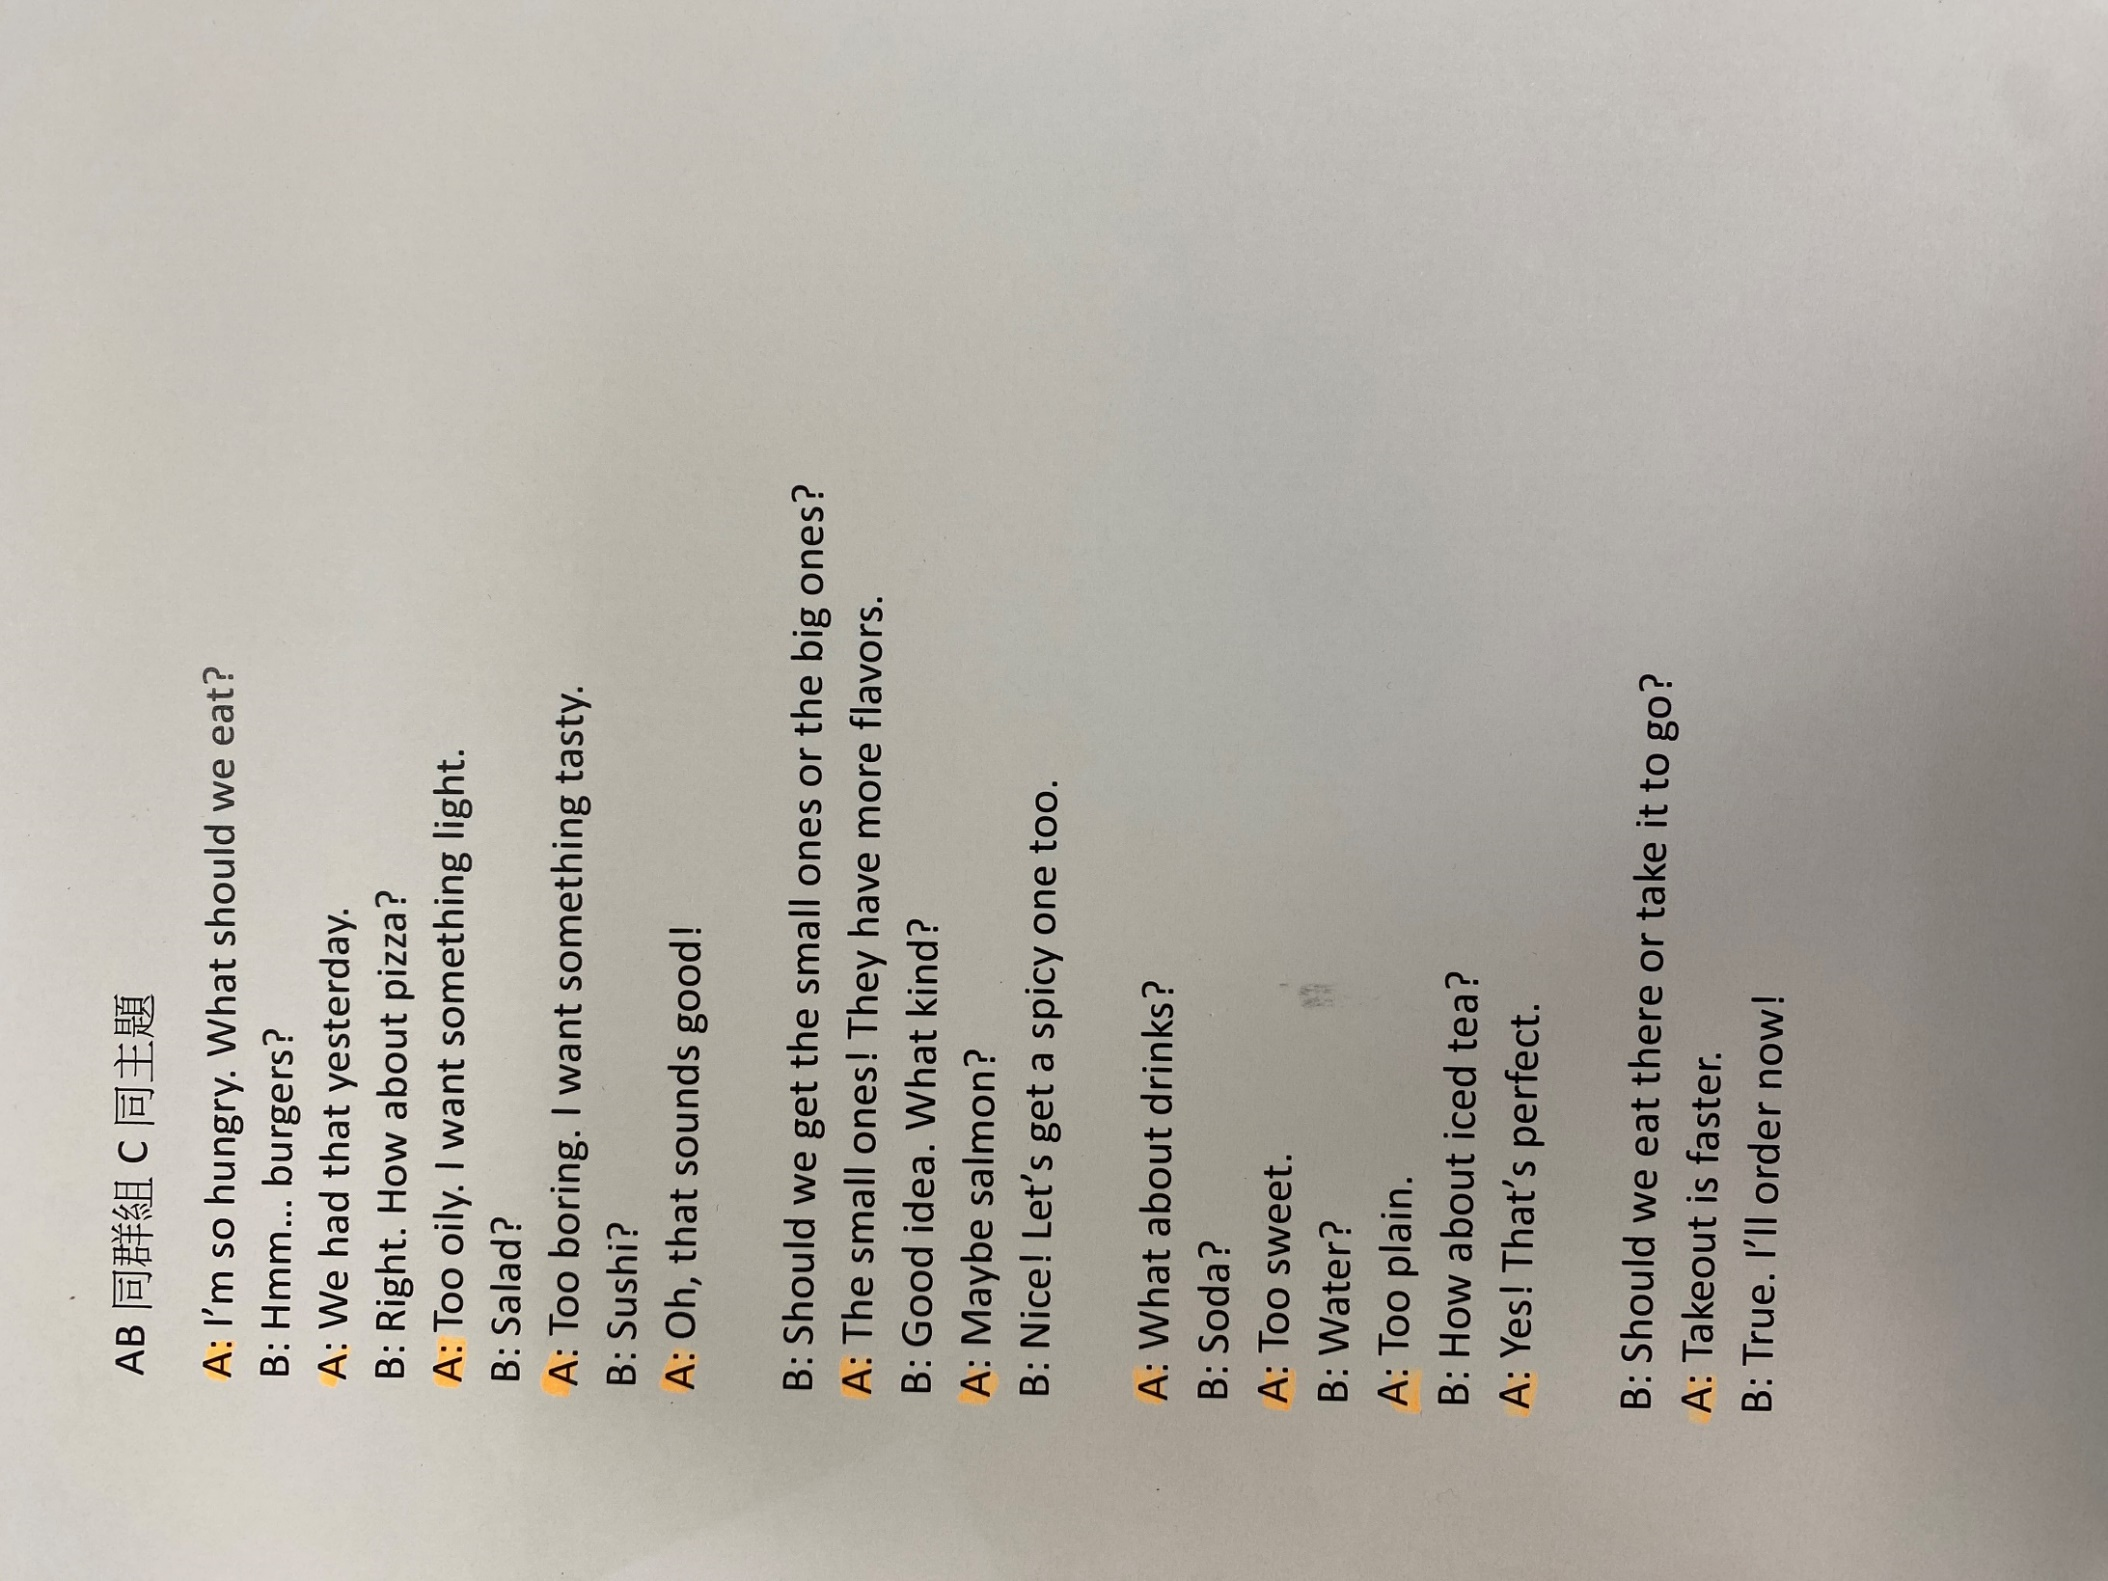 AB 同群組 C 同主題
A: I’m so hungry. What should we eat?
B: Hmm… burgers?
A: We had that yesterday.
B: Right. How about pizza?
A: Too oily. I want something light.
B: Salad?
A: Too boring. I want something tasty.
B: Sushi?
A: Oh, that sounds good!
B: Should we get the small ones or the big ones?
A: The small ones! They have more flavors.
B: Good idea. What kind?
A: Maybe salmon?
B: Nice! Let’s get a spicy one too.
A: What about drinks?
B: Soda?
A: Too sweet.
B: Water?
A: Too plain.
B: How about iced tea?
A: Yes! That’s perfect.
B: Should we eat there or take it to go?
A: Takeout is faster.
B: True. I’ll order now!